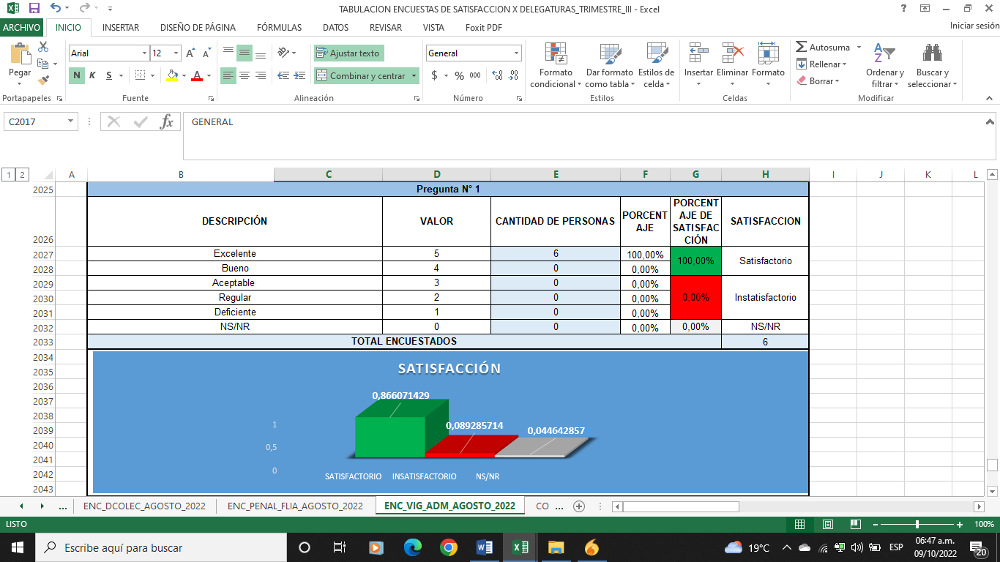 TABULACION ENCUESTAS DE SATISFACCION X DELEGATURAS_TRIMESTRE_III - Excel
ARCHIVO INICIO INSERTAR DISEÑO DE PÁGINA FÓRMULAS DATOS REVISAR VISTA Foxit PDF Iniciar sesión
Pegar
Portapapeles
Arial 12
N K S
Fuente
Ajustar texto
Combinar y centrar
Alineación
General
$ % 000
Número
Formato condicional
Dar formato como tabla
Estilos de celda
Estilos
Insertar Eliminar Formato
Celdas
Autosuma
Rellenar
Borrar
Ordenar y filtrar
Buscar y seleccionar
Modificar
C2017 fx GENERAL
1 2 A B C D E F G H I J K L
2025 Pregunta N° 1
2026 DESCRIPCIÓN VALOR CANTIDAD DE PERSONAS PORCENTAJE PORCENTAJE DE SATISFACCIÓN SATISFACCION
2027 Excelente 5 6 100,00% 100,00% Satisfactorio
2028 Bueno 4 0 0,00%
2029 Aceptable 3 0 0,00%
2030 Regular 2 0 0,00% 0,00% Instatisfactorio
2031 Deficiente 1 0 0,00%
2032 NS/NR 0 0 0,00% 0,00% NS/NR
2033 TOTAL ENCUESTADOS 6
2034
2035 SATISFACCIÓN
2036
2037 0,866071429
2038
2039 1 0,089285714 0,044642857
2040
2041 0,5
2042 0
SATISFACTORIO INSATISFACTORIO NS/NR
2043
... ENC_DCOLEC_AGOSTO_2022 ENC_PENAL_FLIA_AGOSTO_2022 ENC_VIG_ADM_AGOSTO_2022 CO ...
LISTO 100%
Escribe aquí para buscar 19°C ESP 06:47 a.m.
09/10/2022 20